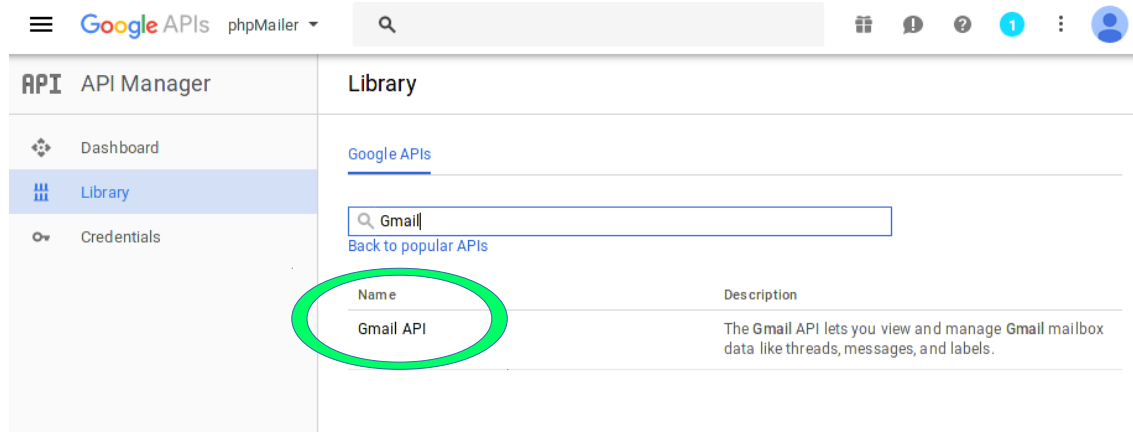 Google APIs phpMailer 1
API API Manager Library
Dashboard
Google APIs
Library
Gmail
Credentials
Back to popular APIs
Name Description
Gmail API The Gmail API lets you view and manage Gmail mailbox
data like threads, messages, and labels.